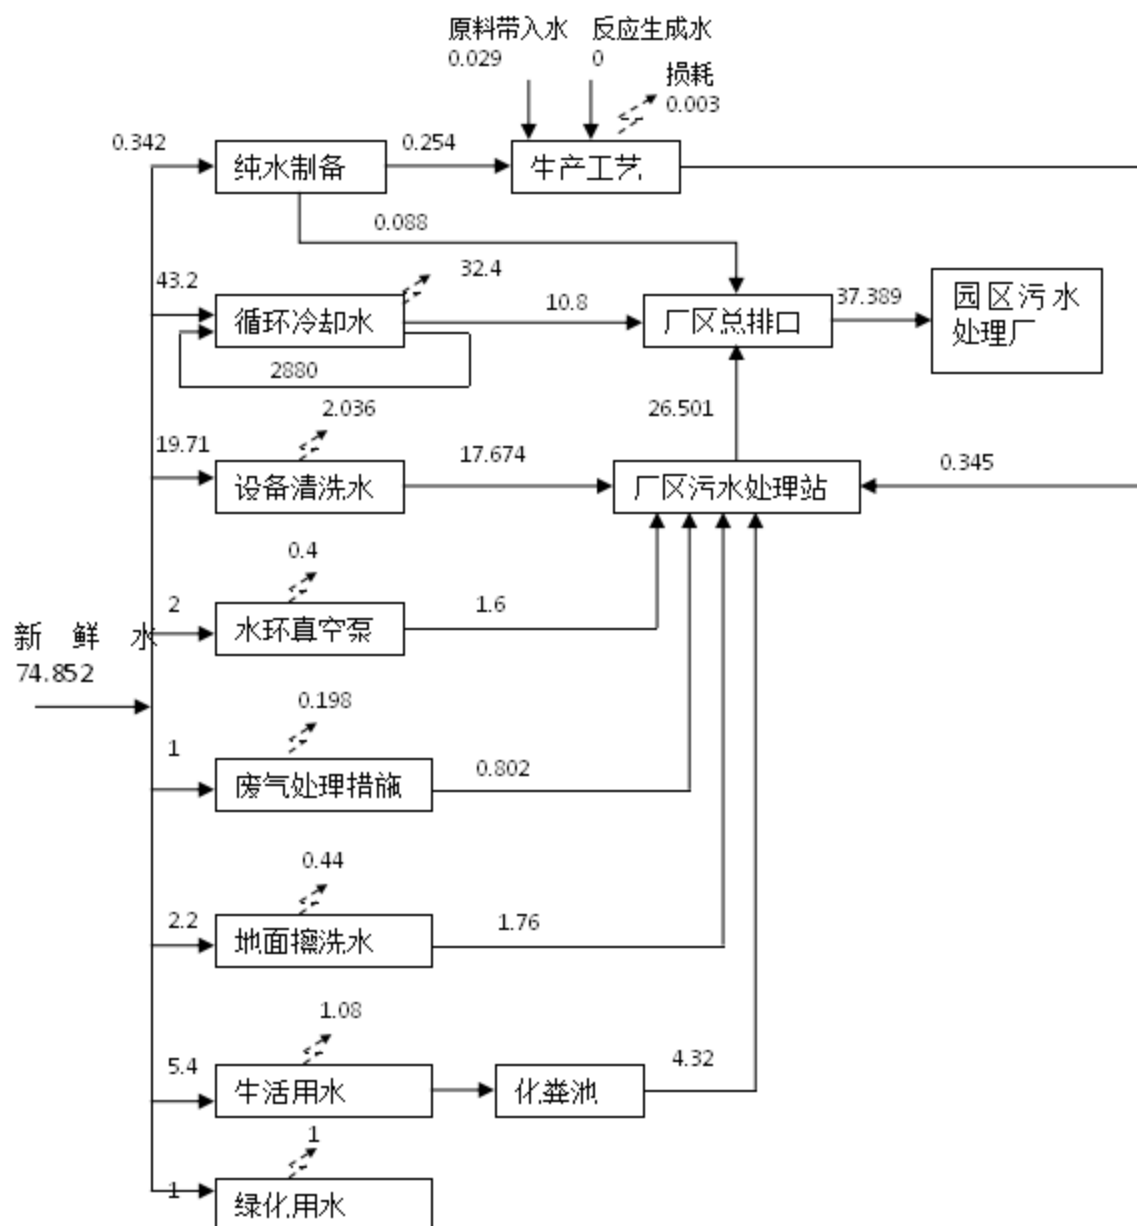 原料带入水 反应生成水
0.029 0
损耗
0.003
0.342
纯水制备
0.254
生产工艺
0.088
43.2
循环冷却水
32.4
10.8
厂区总排口
37.389
园区污水
处理厂
2880
2.036
26.501
19.71
设备清洗水
17.674
厂区污水处理站
0.345
0.4
2
水环真空泵
1.6
新鲜水
74.852
0.198
1
废气处理措施
0.802
0.44
2.2
地面擦洗水
1.76
1.08
5.4
生活用水
化粪池
4.32
1
1
绿化用水